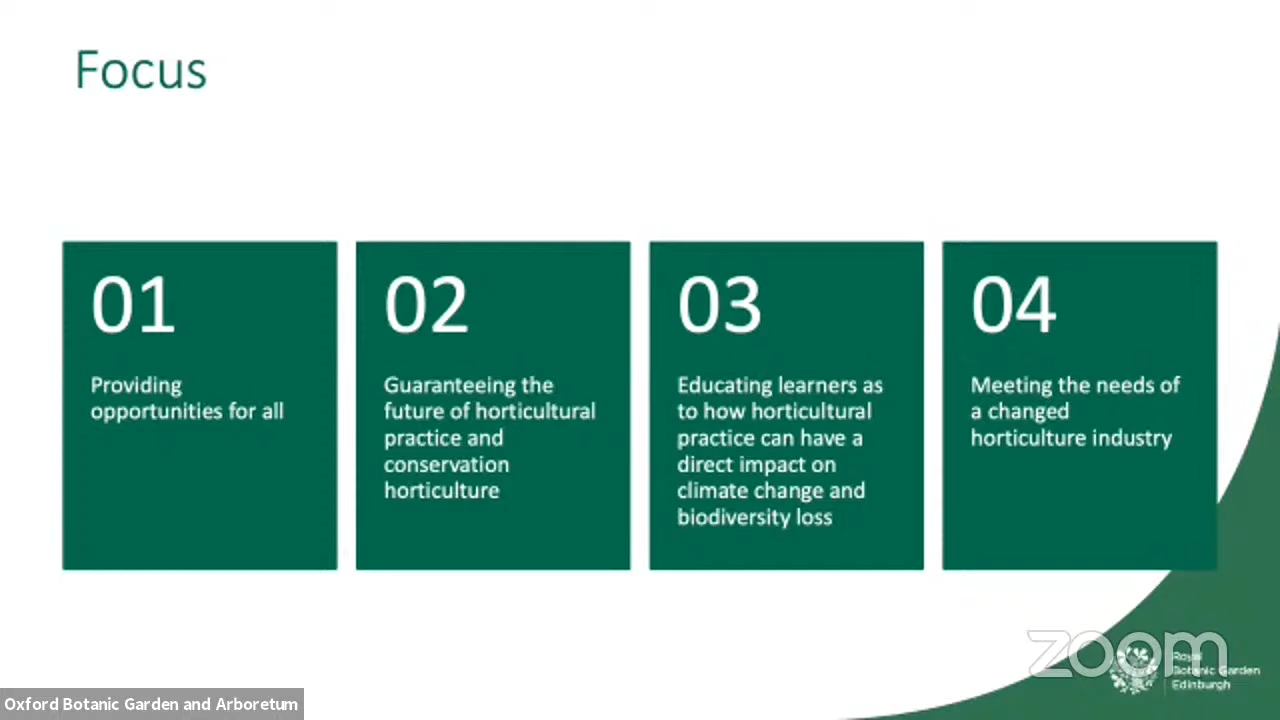 Focus
01
Providing
opportunities for all
02
Guaranteeing the
future of horticultural
practice and
conservation
horticulture
03
Educating learners as
to how horticultural
practice can have a
direct impact on
climate change and
biodiversity loss
04
Meeting the needs of
a changed
horticulture industry
zoom
Royal
Botanic Garden
Edinburgh
Oxford Botanic Garden and Arboretum